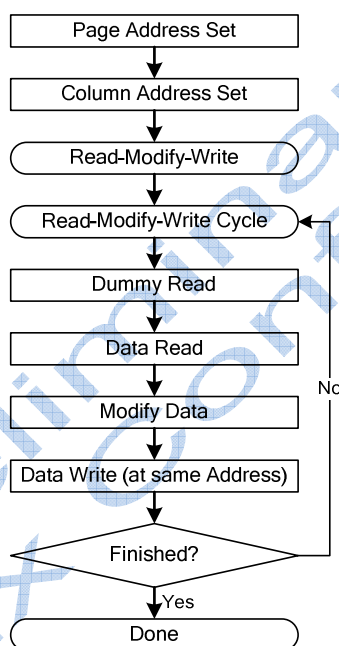 Page Address Set
Column Address Set
Read-Modify-Write
Read-Modify-Write Cycle
Dummy Read
Data Read
Modify Data
No
Data Write (at same Address)
Finished?
Yes
Done